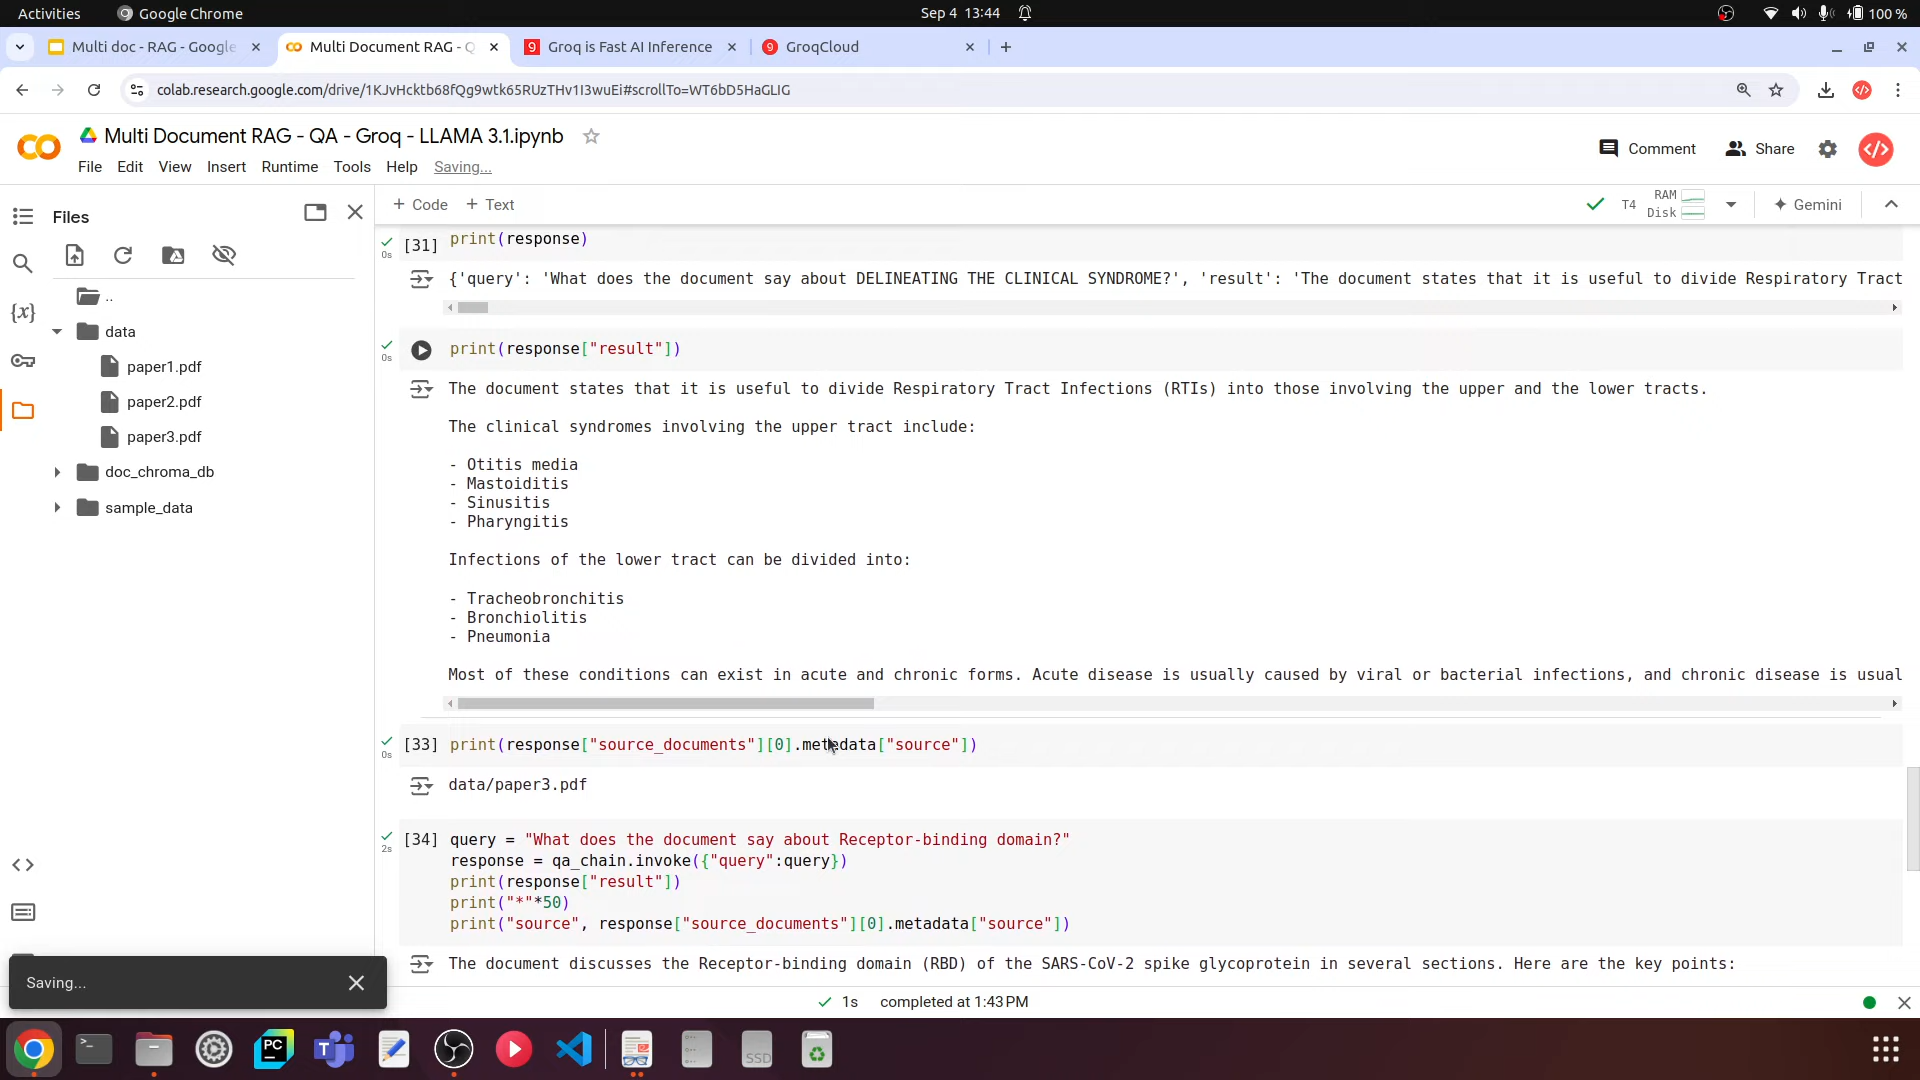 Activities
Google Chrome
Sep 4 13:44
100 %
Multi doc - RAG - Google
Multi Document RAG - Q
Groq is Fast AI Inference
GroqCloud
colab.research.google.com/drive/1KJvHcktb68fQg9wtk65RUzTHv1I3wuEi#scrollTo=WT6bD5HaGLIG
Multi Document RAG - QA - Groq - LLAMA 3.1.ipynb
Comment
Share
File Edit View Insert Runtime Tools Help Saving...
Files
+ Code + Text
T4
RAM
Disk
Gemini
..
data
paper1.pdf
paper2.pdf
paper3.pdf
doc_chroma_db
sample_data
0s
[31] print(response)
{'query': 'What does the document say about DELINEATING THE CLINICAL SYNDROME?', 'result': 'The document states that it is useful to divide Respiratory Tract
0s
print(response["result"])
The document states that it is useful to divide Respiratory Tract Infections (RTIs) into those involving the upper and the lower tracts.
The clinical syndromes involving the upper tract include:
- Otitis media
- Mastoiditis
- Sinusitis
- Pharyngitis
Infections of the lower tract can be divided into:
- Tracheobronchitis
- Bronchiolitis
- Pneumonia
Most of these conditions can exist in acute and chronic forms. Acute disease is usually caused by viral or bacterial infections, and chronic disease is usual
0s
[33] print(response["source_documents"][0].metadata["source"])
data/paper3.pdf
2s
[34] query = "What does the document say about Receptor-binding domain?"
response = qa_chain.invoke({"query":query})
print(response["result"])
print("*"*50)
print("source", response["source_documents"][0].metadata["source"])
The document discusses the Receptor-binding domain (RBD) of the SARS-CoV-2 spike glycoprotein in several sections. Here are the key points:
Saving...
1s completed at 1:43 PM
PC
SSD